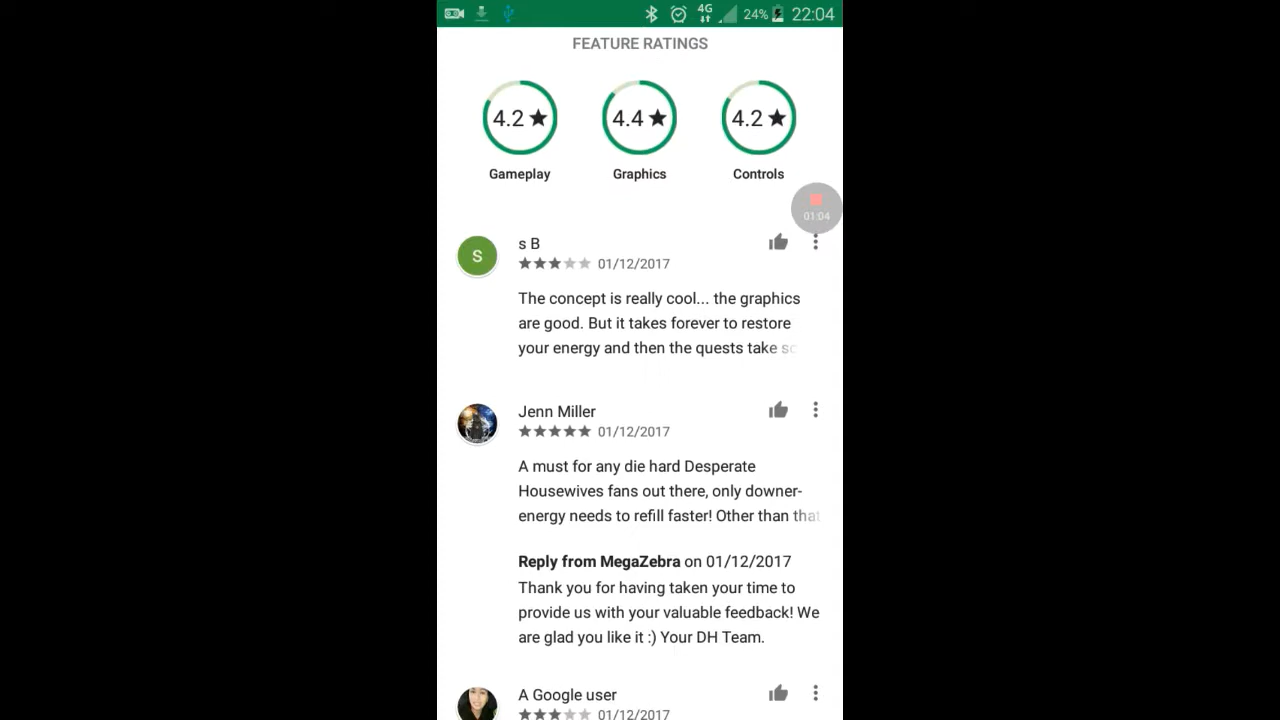 4G 24% 22:04
FEATURE RATINGS
4.2 4.4 4.2
Gameplay Graphics Controls
01:04
s B
S
01/12/2017
The concept is really cool... the graphics
are good. But it takes forever to restore
your energy and then the quests take
Jenn Miller
01/12/2017
A must for any die hard Desperate
Housewives fans out there, only downer-
energy needs to refill faster! Other than that
Reply from MegaZebra on 01/12/2017
Thank you for having taken your time to
provide us with your valuable feedback! We
are glad you like it :) Your DH Team.
A Google user
01/12/2017